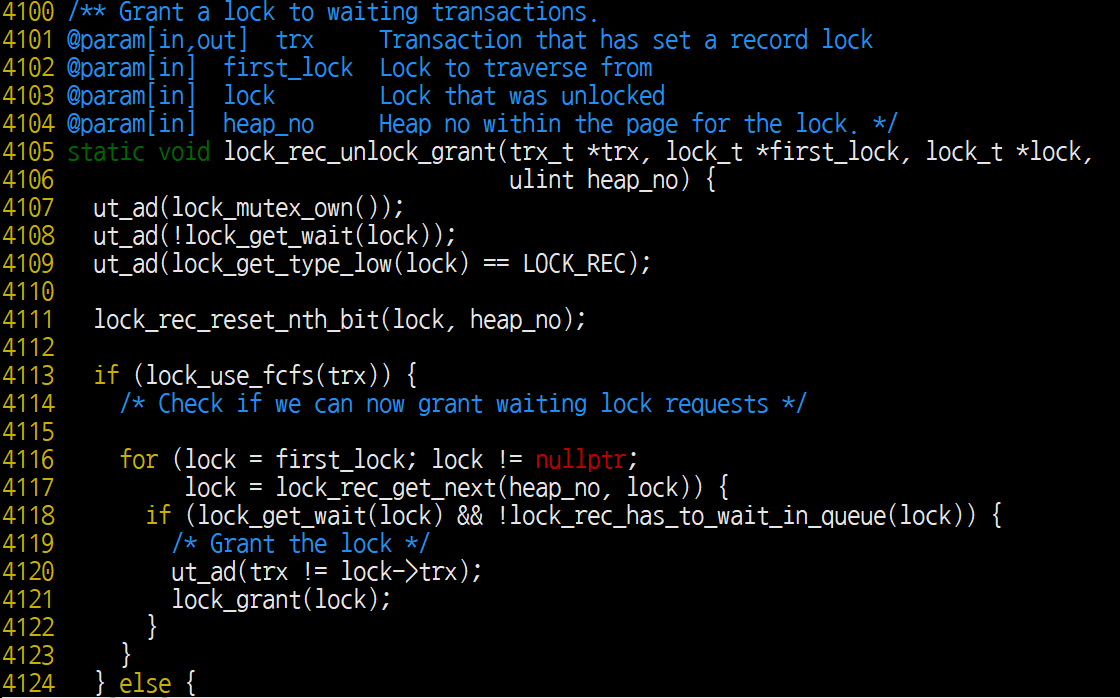 4100 /** Grant a lock to waiting transactions.
4101 @param[in,out]  trx     Transaction that has set a record lock
4102 @param[in]  first_lock  Lock to traverse from
4103 @param[in]  lock        Lock that was unlocked
4104 @param[in]  heap_no     Heap no within the page for the lock. */
4105 static void lock_rec_unlock_grant(trx_t *trx, lock_t *first_lock, lock_t *lock,
4106                                   ulint heap_no) {
4107   ut_ad(lock_mutex_own());
4108   ut_ad(!lock_get_wait(lock));
4109   ut_ad(lock_get_type_low(lock) == LOCK_REC);
4110
4111   lock_rec_reset_nth_bit(lock, heap_no);
4112
4113   if (lock_use_fcfs(trx)) {
4114     /* Check if we can now grant waiting lock requests */
4115
4116     for (lock = first_lock; lock != nullptr;
4117          lock = lock_rec_get_next(heap_no, lock)) {
4118       if (lock_get_wait(lock) && !lock_rec_has_to_wait_in_queue(lock)) {
4119         /* Grant the lock */
4120         ut_ad(trx != lock->trx);
4121         lock_grant(lock);
4122       }
4123     }
4124   } else {